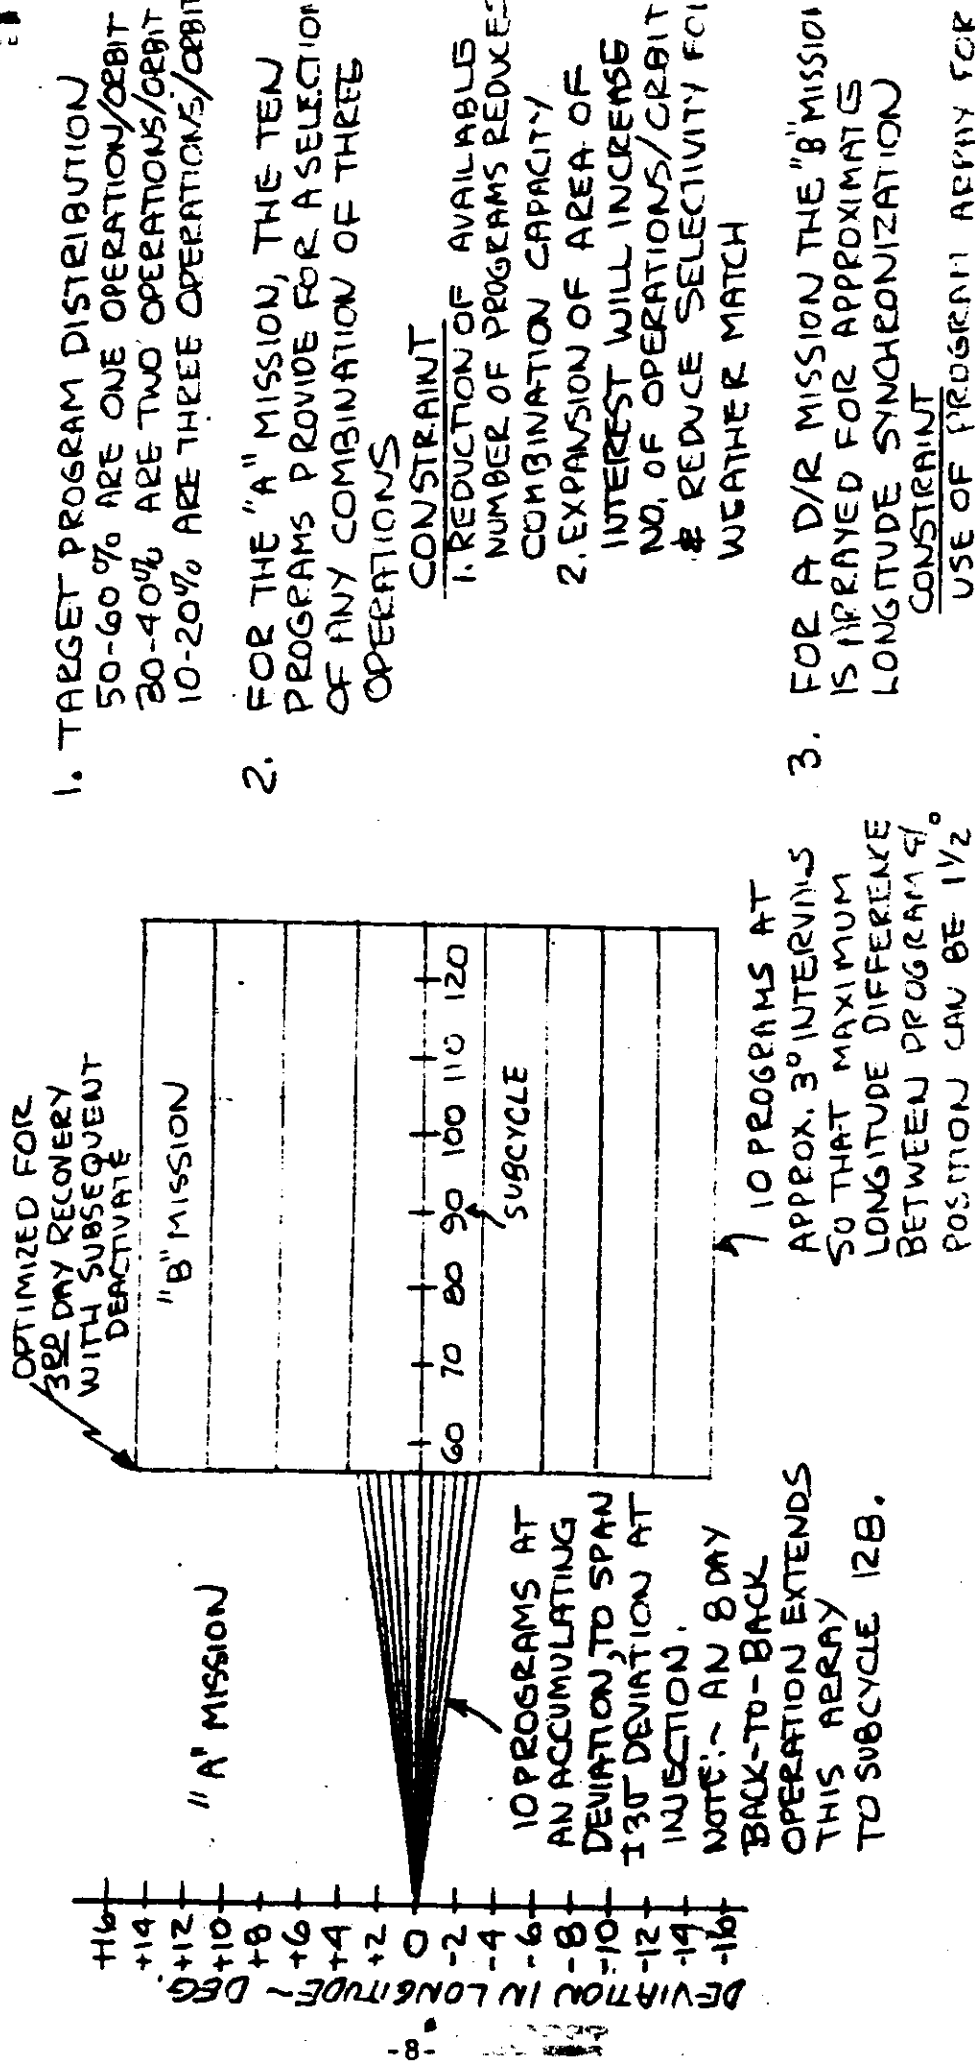 1. TARGET PROGRAM DISTRIBUTION
50-60% ARE ONE OPERATION/ORBIT
30-40% ARE TWO OPERATIONS/ORBIT
10-20% ARE THREE OPERATIONS/ORBIT
2. FOR THE "A" MISSION, THE TEN
PROGRAMS PROVIDE FOR A SELECTION
OF ANY COMBINATION OF THREE
OPERATIONS
CONSTRAINT
1. REDUCTION OF AVAILABLE
NUMBER OF PROGRAMS REDUCES
COMBINATION CAPACITY
2. EXPANSION OF AREA OF
INTEREST WILL INCREASE
NO. OF OPERATIONS/ORBIT
& REDUCE SELECTIVITY FOR
WEATHER MATCH
3. FOR A D/R MISSION THE "B" MISSION
IS ARRAYED FOR APPROXIMATE
LONGITUDE SYNCHRONIZATION
CONSTRAINT
USE OF PROGRAM ARRAY FOR
OPTIMIZED FOR
3RD DAY RECOVERY
WITH SUBSEQUENT
DEACTIVATE
"B" MISSION
60 70 80 90 100 110 120
SUBCYCLE
10 PROGRAMS AT
APPROX. 3° INTERVALS
SO THAT MAXIMUM
LONGITUDE DIFFERENCE
BETWEEN PROGRAM &
POSITION CAN BE 1½°
"A" MISSION
10 PROGRAMS AT
AN ACCUMULATING
DEVIATION, TO SPAN
±3σ DEVIATION AT
INJECTION.
NOTE:~ AN 8 DAY
BACK-TO-BACK
OPERATION EXTENDS
THIS ARRAY
TO SUBCYCLE 128.
+16
+14
+12
+10
+8
+6
+4
+2
0
-2
-4
-6
-8
-10
-12
-14
-16
DEVIATION IN LONGITUDE ~ DEG.
-8-